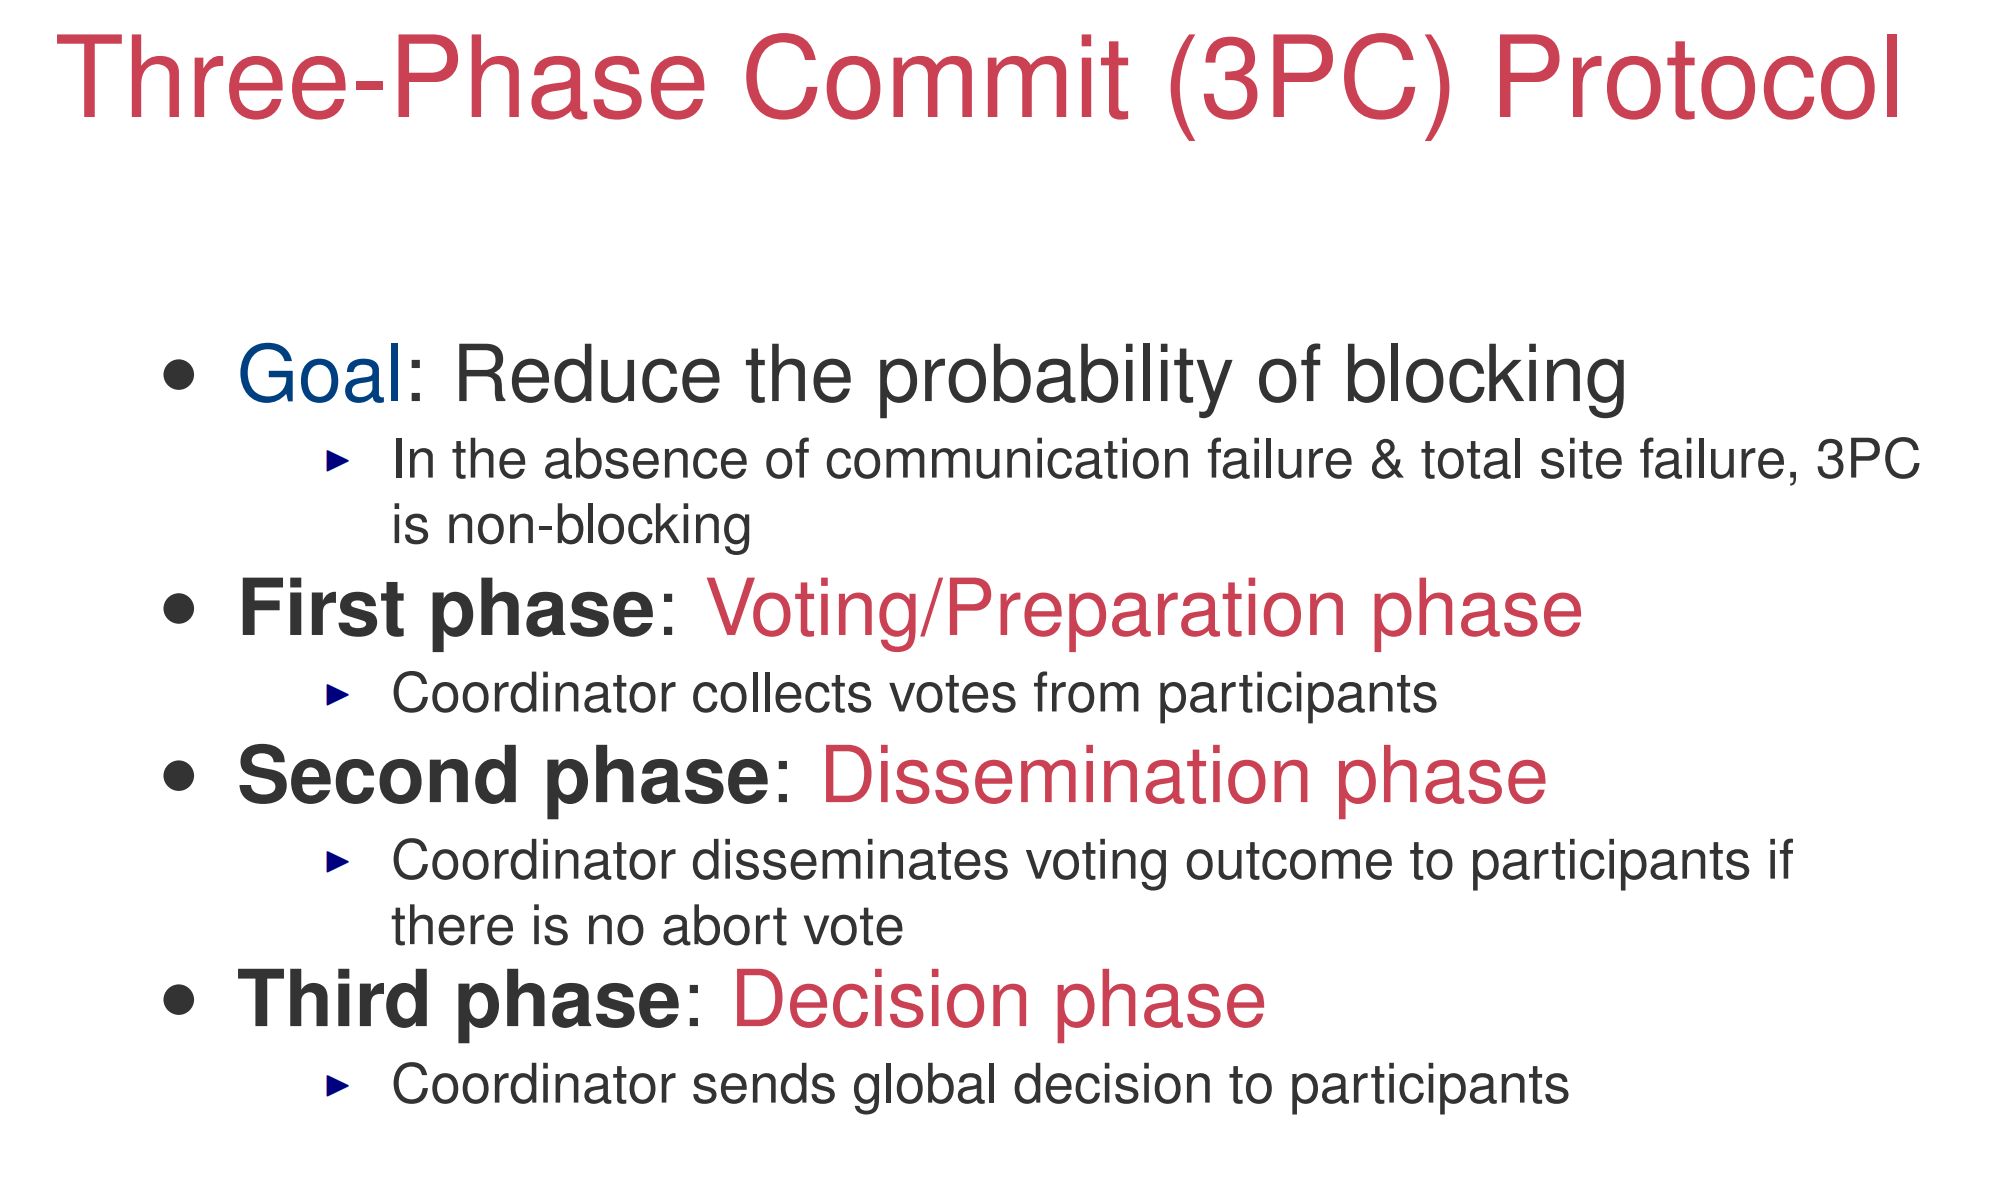 Three-Phase Commit (3PC) Protocol
• Goal: Reduce the probability of blocking
▶ In the absence of communication failure & total site failure, 3PC
is non-blocking
• First phase: Voting/Preparation phase
▶ Coordinator collects votes from participants
• Second phase: Dissemination phase
▶ Coordinator disseminates voting outcome to participants if
there is no abort vote
• Third phase: Decision phase
▶ Coordinator sends global decision to participants